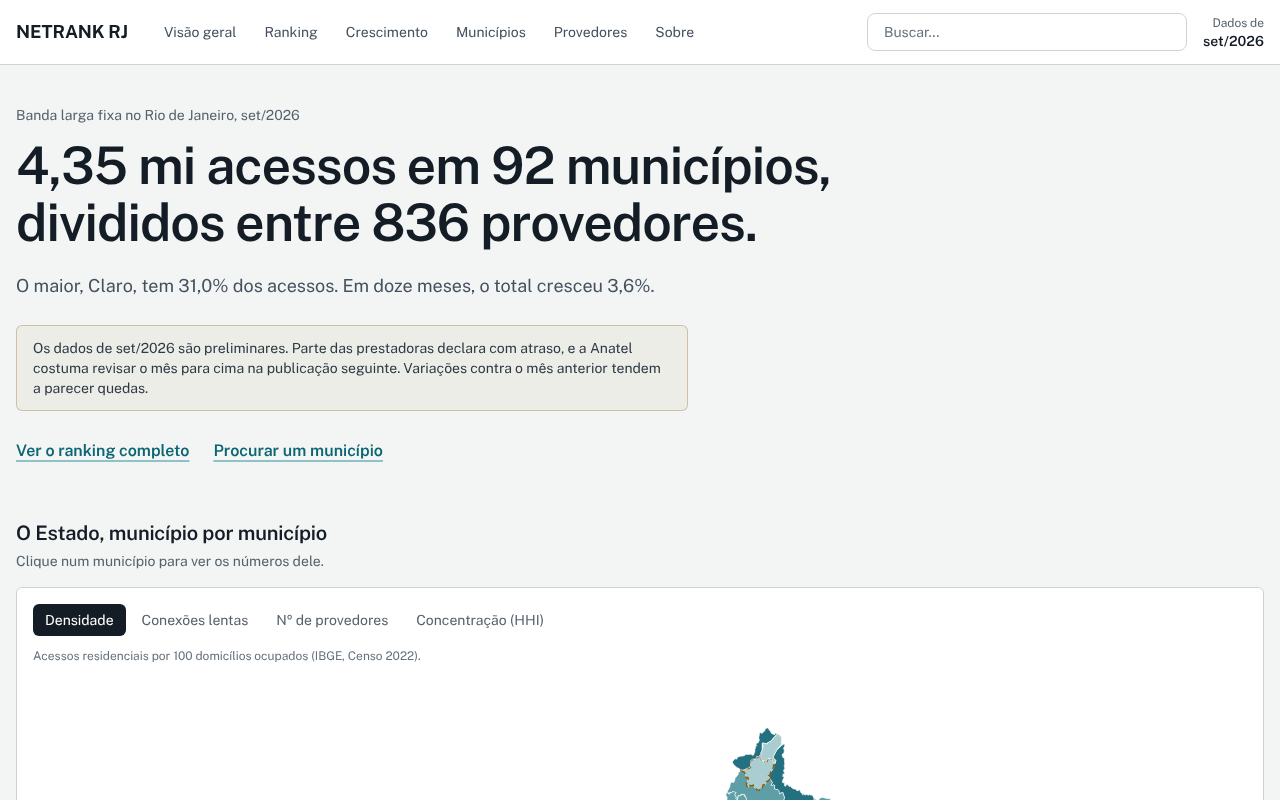 NETRANK RJ
Visão geral
Ranking
Crescimento
Municípios
Provedores
Sobre
Buscar...
Dados de
set/2026
Banda larga fixa no Rio de Janeiro, set/2026
4,35 mi acessos em 92 municípios,
divididos entre 836 provedores.
O maior, Claro, tem 31,0% dos acessos. Em doze meses, o total cresceu 3,6%.
Os dados de set/2026 são preliminares. Parte das prestadoras declara com atraso, e a Anatel
costuma revisar o mês para cima na publicação seguinte. Variações contra o mês anterior tendem
a parecer quedas.
Ver o ranking completo
Procurar um município
O Estado, município por município
Clique num município para ver os números dele.
Densidade
Conexões lentas
Nº de provedores
Concentração (HHI)
Acessos residenciais por 100 domicílios ocupados (IBGE, Censo 2022).